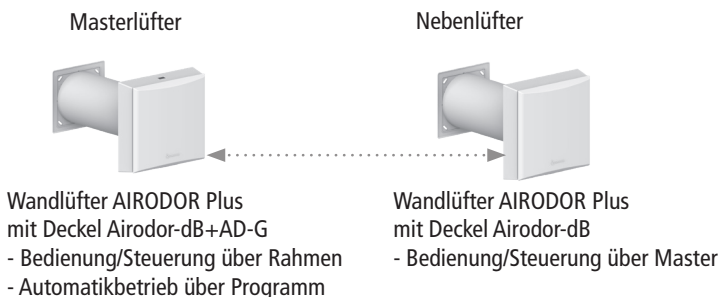 Masterlüfter
Nebenlüfter
Wandlüfter AIRODOR Plus
mit Deckel Airodor-dB+AD-G
- Bedienung/Steuerung über Rahmen
- Automatikbetrieb über Programm
Wandlüfter AIRODOR Plus
mit Deckel Airodor-dB
- Bedienung/Steuerung über Master